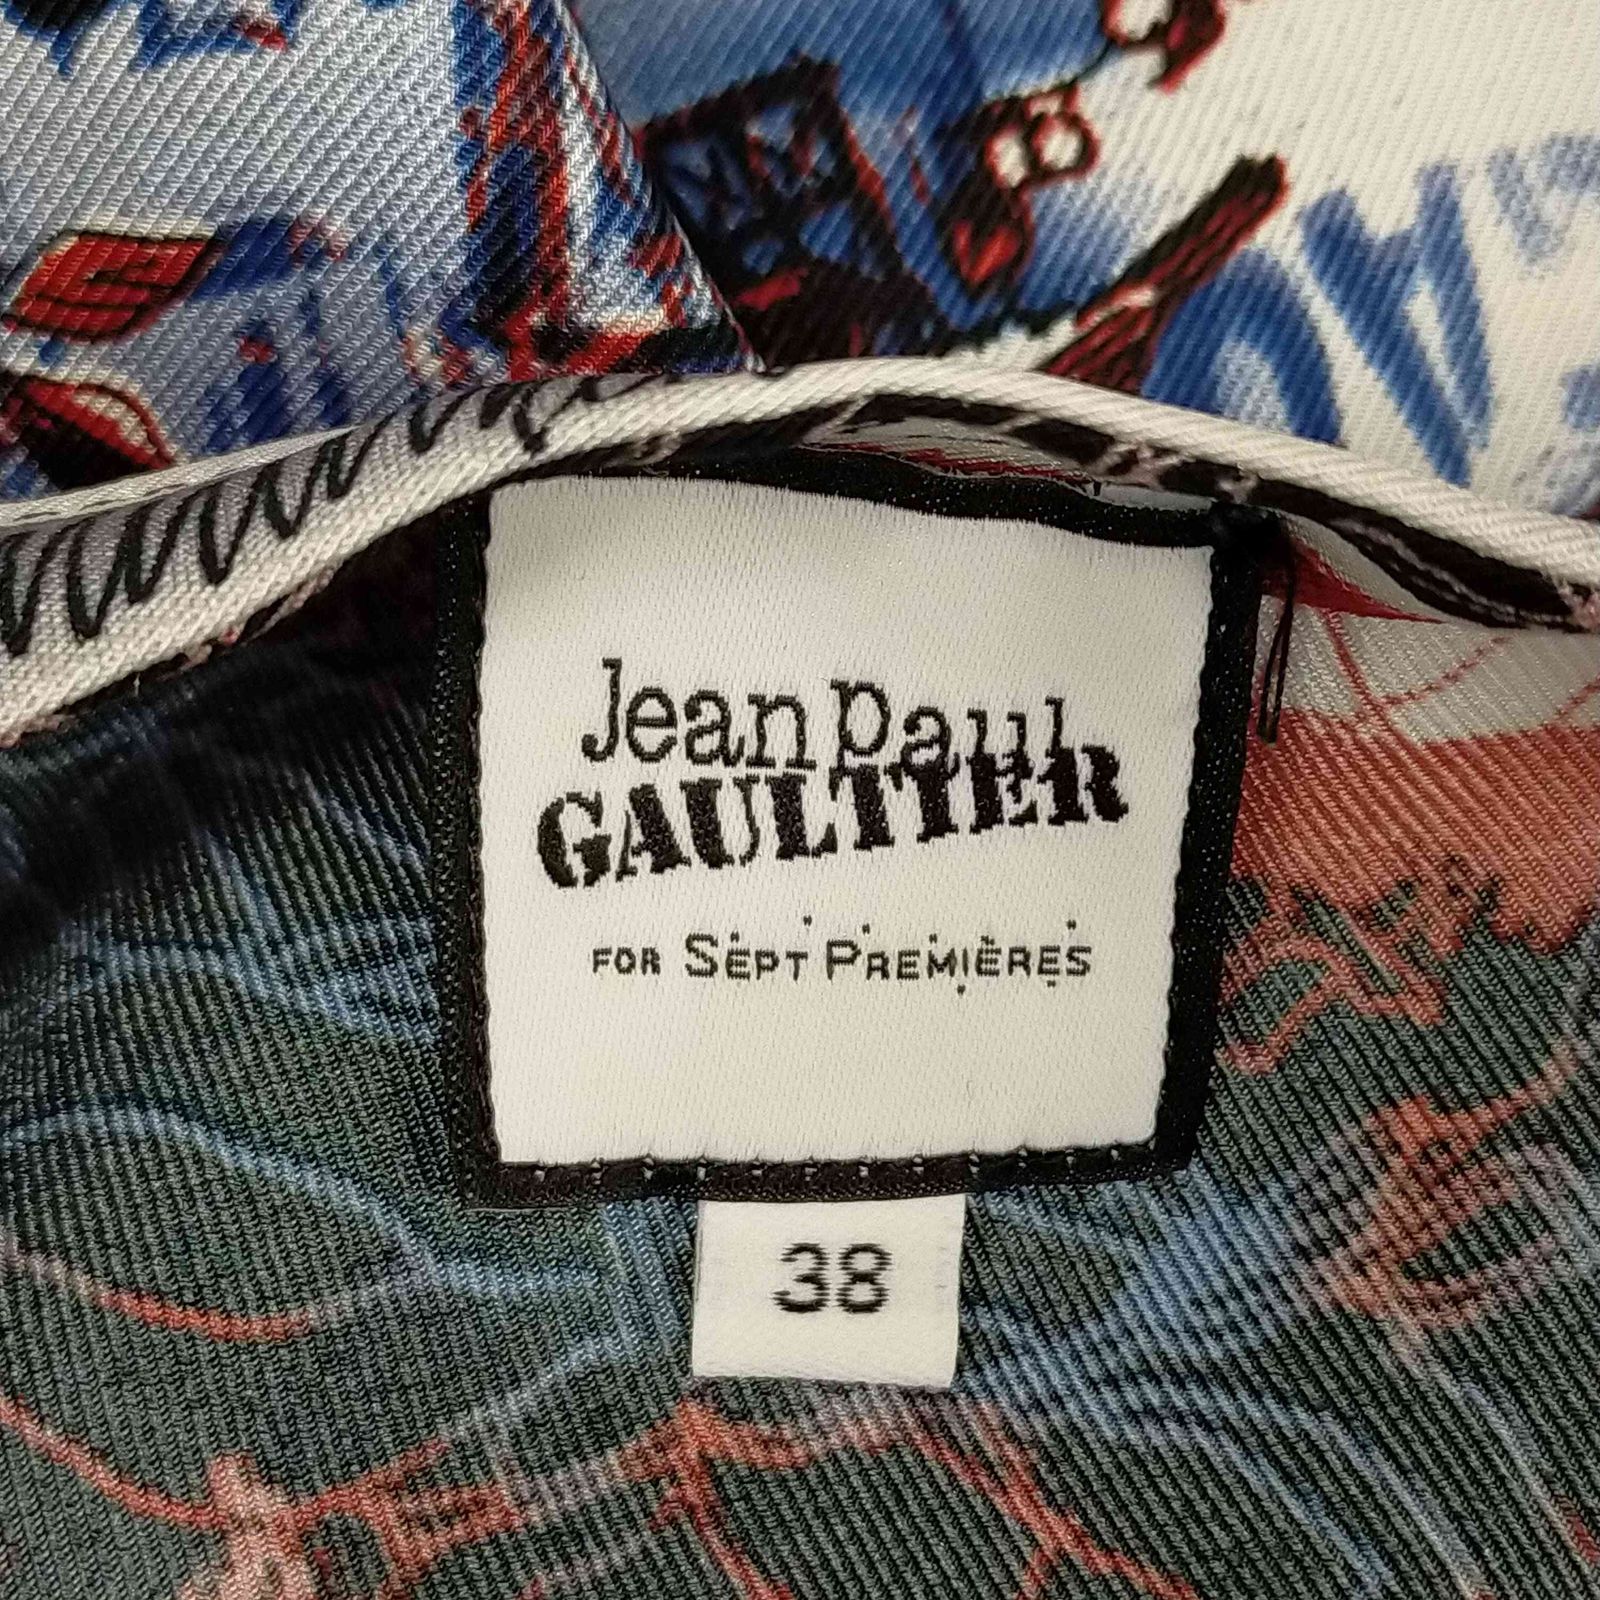 Jean Paul
GAULTIER
FOR SEPT PREMIÈRES
38